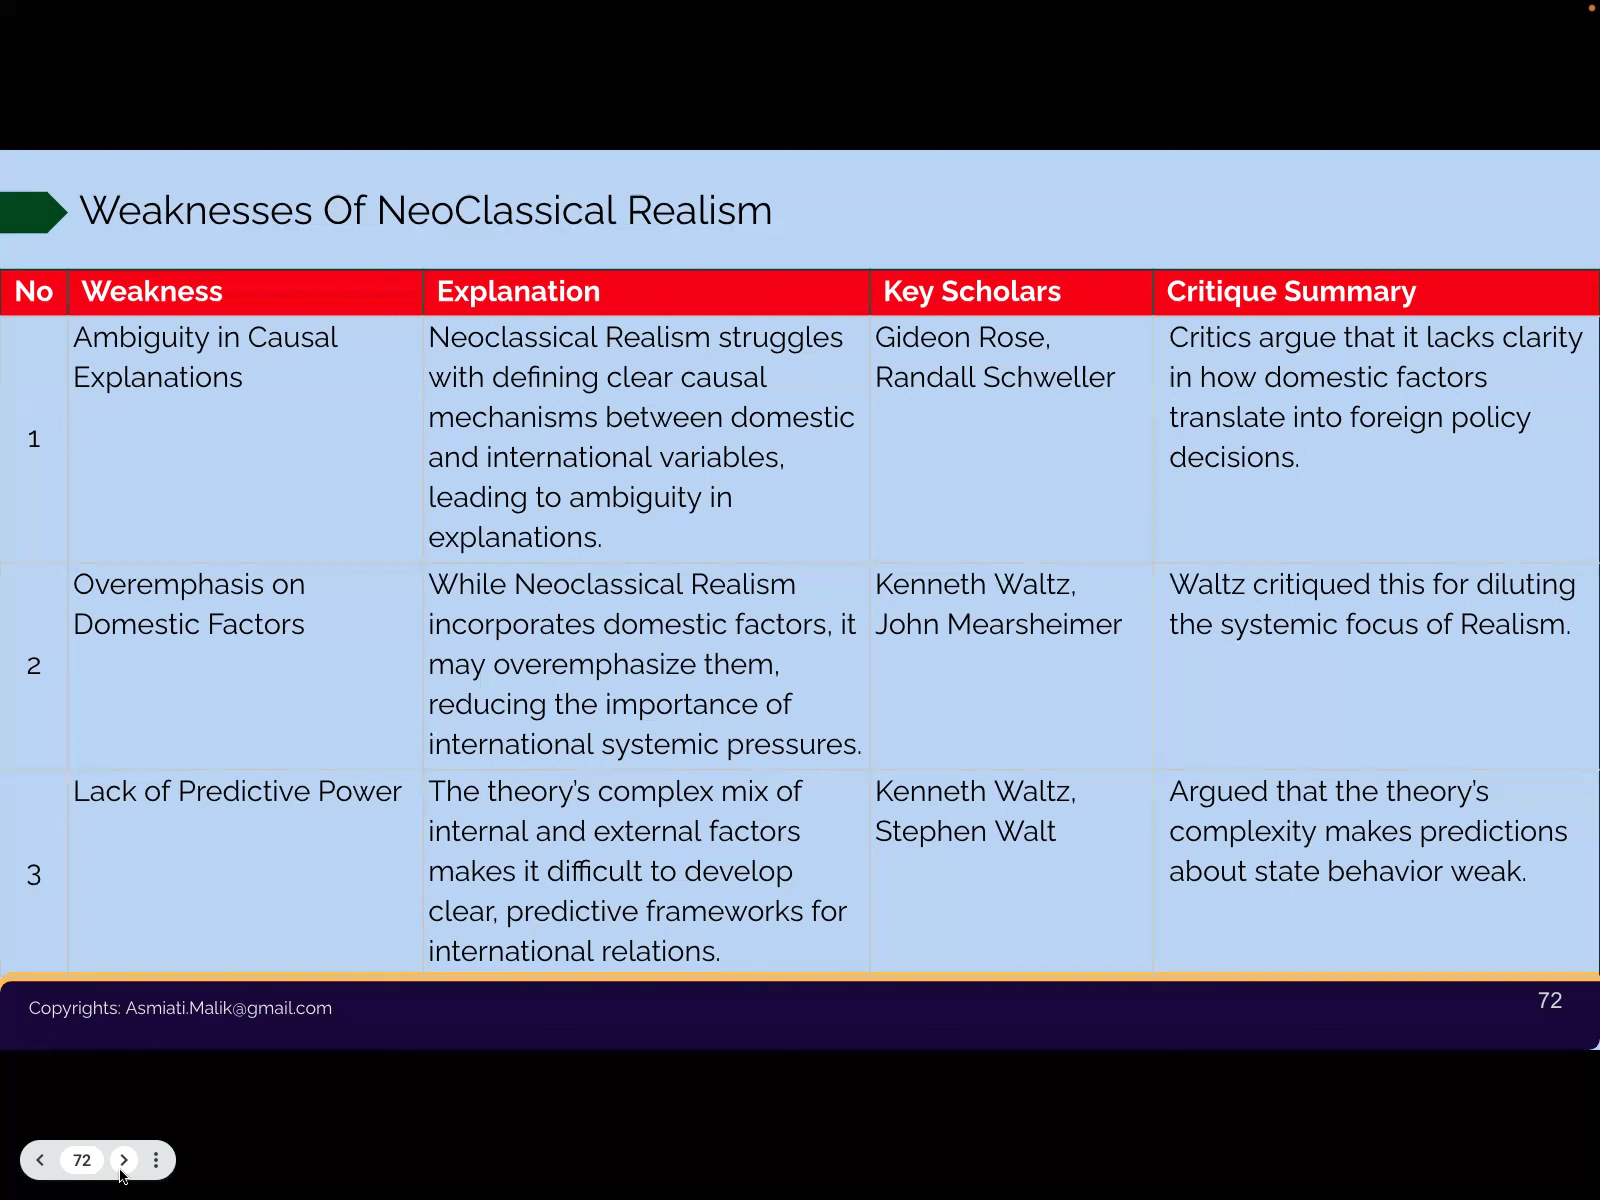 Weaknesses Of NeoClassical Realism
No Weakness Explanation Key Scholars Critique Summary
1
Ambiguity in Causal
Explanations
Neoclassical Realism struggles
with defining clear causal
mechanisms between domestic
and international variables,
leading to ambiguity in
explanations.
Gideon Rose,
Randall Schweller
Critics argue that it lacks clarity
in how domestic factors
translate into foreign policy
decisions.
2
Overemphasis on
Domestic Factors
While Neoclassical Realism
incorporates domestic factors, it
may overemphasize them,
reducing the importance of
international systemic pressures.
Kenneth Waltz,
John Mearsheimer
Waltz critiqued this for diluting
the systemic focus of Realism.
3
Lack of Predictive Power
The theory’s complex mix of
internal and external factors
makes it difficult to develop
clear, predictive frameworks for
international relations.
Kenneth Waltz,
Stephen Walt
Argued that the theory’s
complexity makes predictions
about state behavior weak.
Copyrights: Asmiati.Malik@gmail.com
72
72